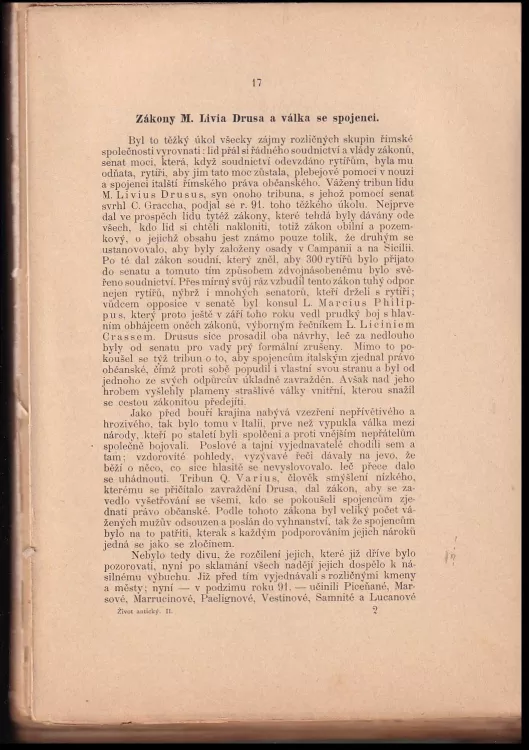 17
Zákony M. Livia Drusa a válka se spojenci.
Byl to těžký úkol všecky zájmy rozličných skupin římské
společnosti vyrovnati: lid přál si řádného soudnictví a vlády zákonů,
senat moci, která, když soudnictví odevzdáno rytířům, byla mu
odňata, rytíři, aby jim tato moc zůstala, plebejové pomoci v nouzi
a spojenci italští římského práva občanského. Vážený tribun lidu
M. Livius Drusus, syn onoho tribuna, s jehož pomocí senat
svrhl C. Graccha, podjal se r. 91. toho těžkého úkolu. Nejprve
dal ve prospěch lidu tytéž zákony, které tehdá byly dávány ode
všech, kdo lid si chtěli nakloniti, totiž zákon obilní a pozem-
kový, o jejichž obsahu jest známo pouze tolik, že druhým se
ustanovovalo, aby byly založeny osady v Campanii a na Sicilii.
Po té dal zákon soudní, který zněl, aby 300 rytířů bylo přijato
do senatu a tomuto tím způsobem zdvojnásobenému bylo svě-
řeno soudnictví. Přes mírný svůj ráz vzbudil tento zákon tuhý odpor
nejen rytířů, nýbrž i mnohých senatorů, kteří drželi s rytíři;
vůdcem opposice v senatě byl konsul L. Marcius Philip-
pus, který proto ještě v září toho roku vedl prudký boj s hlav-
ním obhájcem oněch zákonů, výborným řečníkem L. Liciniem
Crassem. Drusus sice prosadil oba návrhy, leč za nedlouho
byly od senatu pro vady prý formální zrušeny. Mimo to po-
koušel se týž tribun o to, aby spojencům italským zjednal právo
občanské, čímž proti sobě popudil i vlastní svou stranu a byl od
jednoho ze svých odpůrcův úkladně zavražděn. Avšak nad jeho
hrobem vyšlehly plameny strašlivé války vnitřní, kterou snažil
se cestou zákonitou předejíti.
Jako před bouří krajina nabývá vzezření nepřívětivého a
hrozivého, tak bylo tomu v Italii, prve než vypukla válka mezi
národy, kteří po staletí byli spolčeni a proti vnějším nepřátelům
společně bojovali. Poslové a tajní vyjednavatelé chodili sem a
tam; vzdorovité pohledy, vyzývavé řeči dávaly na jevo, že
běží o něco, co sice hlasitě se nevyslovovalo, leč přece dalo
se uhádnouti. Tribun Q. Varius, člověk smýšlení nízkého,
kterému se přičítalo zavraždění Drusa, dal zákon, aby se za-
vedlo vyšetřování se všemi, kdo se pokoušeli spojencům zje-
dnati právo občanské. Podle tohoto zákona byl veliký počet vá-
žených mužův odsouzen a poslán do vyhnanství, tak že spojencům
bylo na to patřiti, kterak s každým podporováním jejich nároků
jedná se jako se zločinem.
Nebylo tedy divu, že rozčilení jejich, které již dříve bylo
pozorovati, nyní po sklamání všech nadějí jejich dospělo k ná-
silnému výbuchu. Již před tím vyjednávali s rozličnými kmeny
a městy; nyní — v podzimu roku 91. — učinili Piceňané, Mar-
sové, Marrucinové, Paelignové, Vestinové, Samnité a Lucanové
Život antický. II.
2